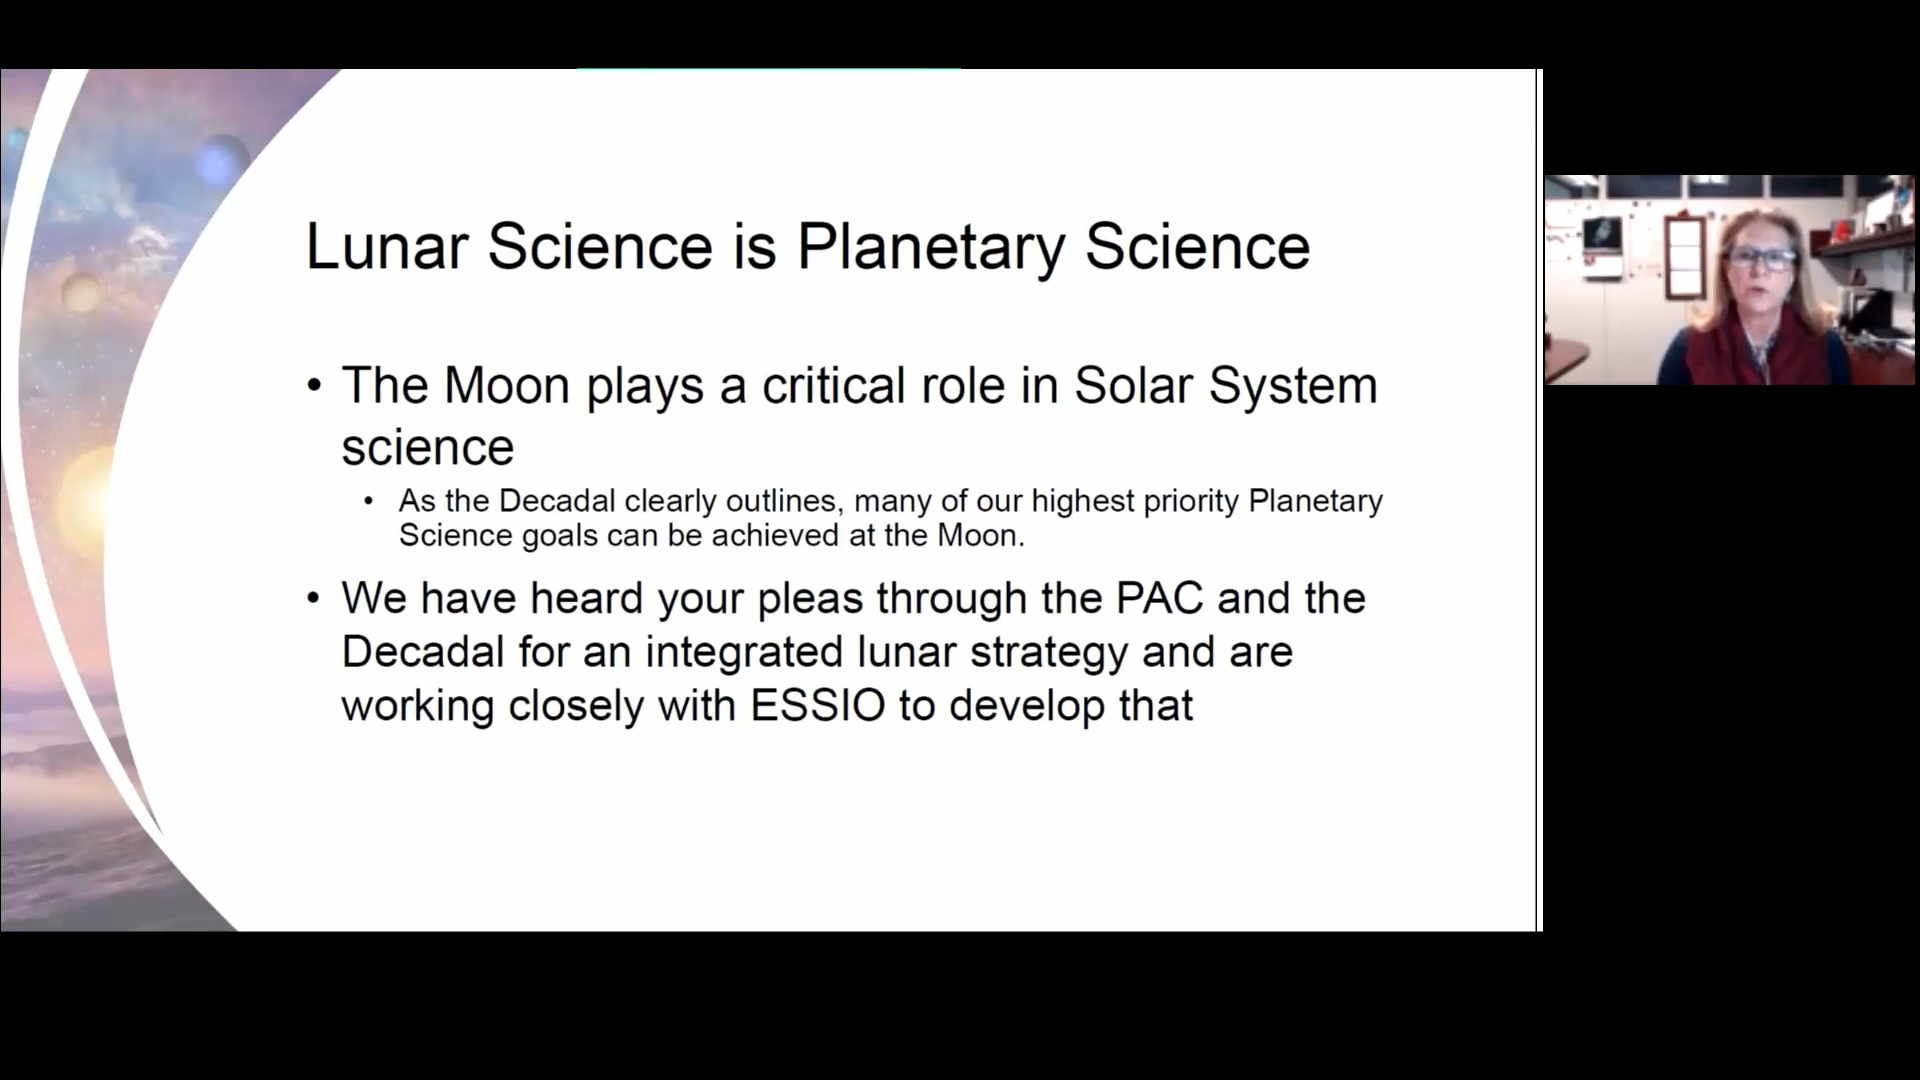 Lunar Science is Planetary Science
• The Moon plays a critical role in Solar System
science
• As the Decadal clearly outlines, many of our highest priority Planetary
Science goals can be achieved at the Moon.
• We have heard your pleas through the PAC and the
Decadal for an integrated lunar strategy and are
working closely with ESSIO to develop that